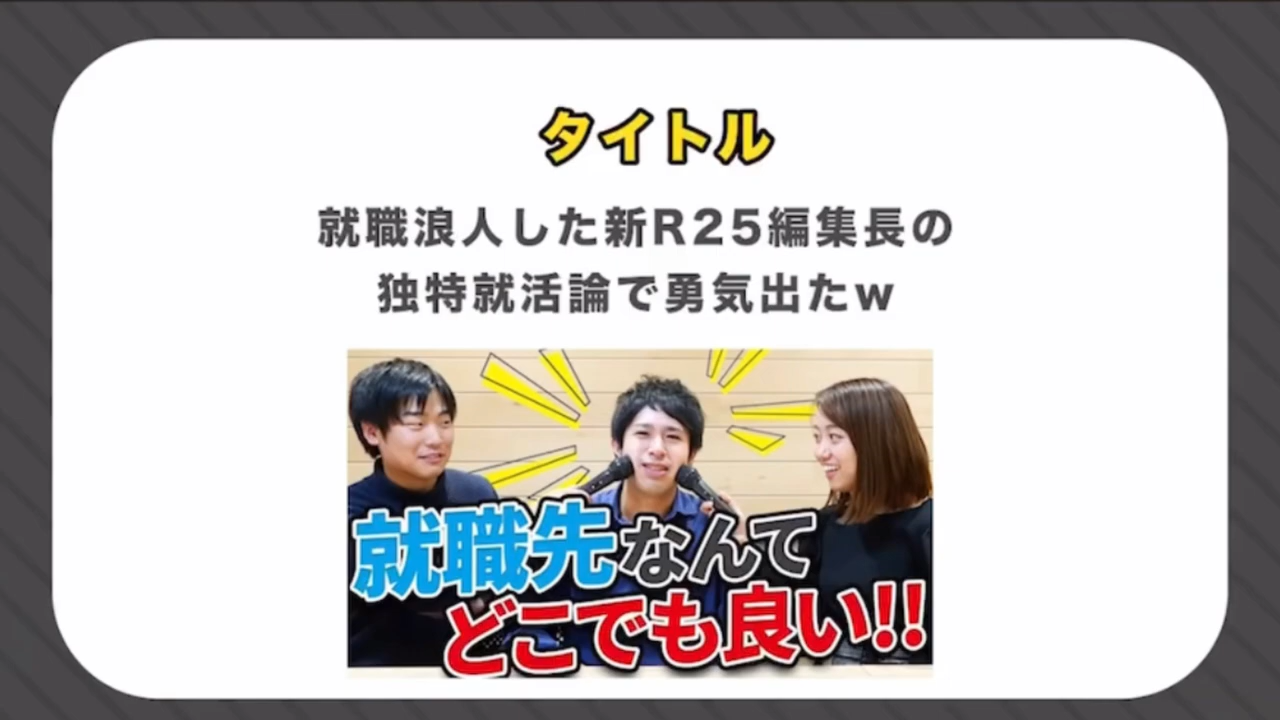 タイトル
就職浪人した新R25編集長の
独特就活論で勇気出たw
就職先なんて
どこでも良い!!